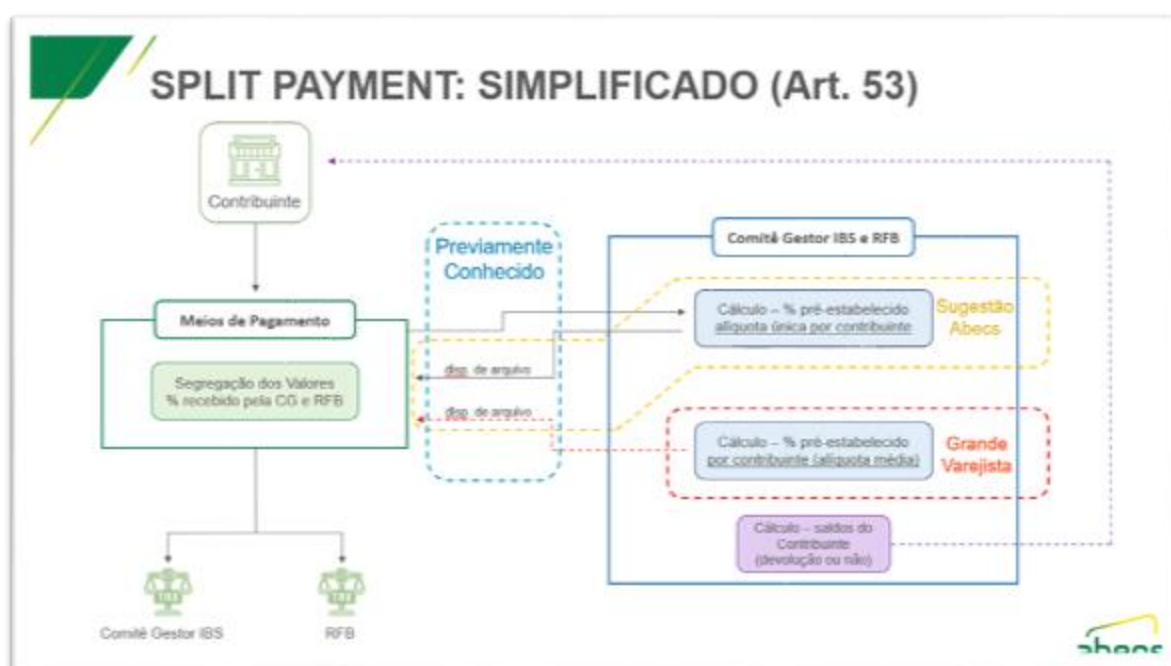 SPLIT PAYMENT: SIMPLIFICADO (Art. 53)
Contribuinte
Previamente
Conhecido
Comitê Gestor IBS e RFB
Meios de Pagamento
Cálculo – % pré-estabelecido
alíquota única por contribuinte
Sugestão
Abecs
Segregação dos Valores
% recebido pela CG e RFB
disp. de arquivo
disp. de arquivo
Cálculo – % pré-estabelecido
por contribuinte (alíquota média)
Grande
Varejista
Cálculo – saldos do
Contribuinte
(devolução ou não)
Comitê Gestor IBS
RFB
abecs